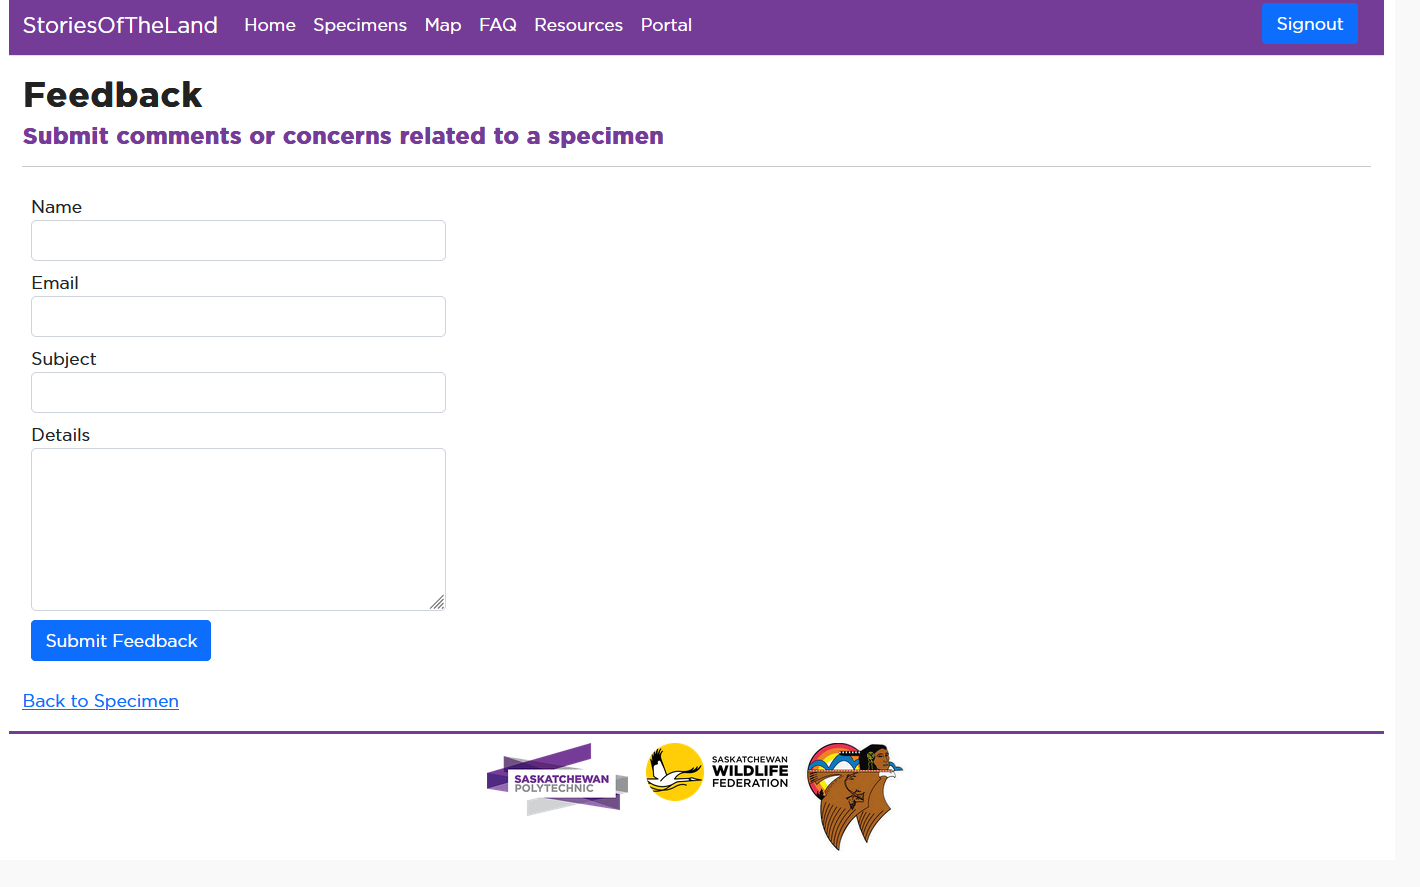 StoriesOfTheLand Home Specimens Map FAQ Resources Portal Signout
Feedback
Submit comments or concerns related to a specimen
Name
Email
Subject
Details
Submit Feedback
Back to Specimen
SASKATCHEWAN
POLYTECHNIC
SASKATCHEWAN
WILDLIFE
FEDERATION